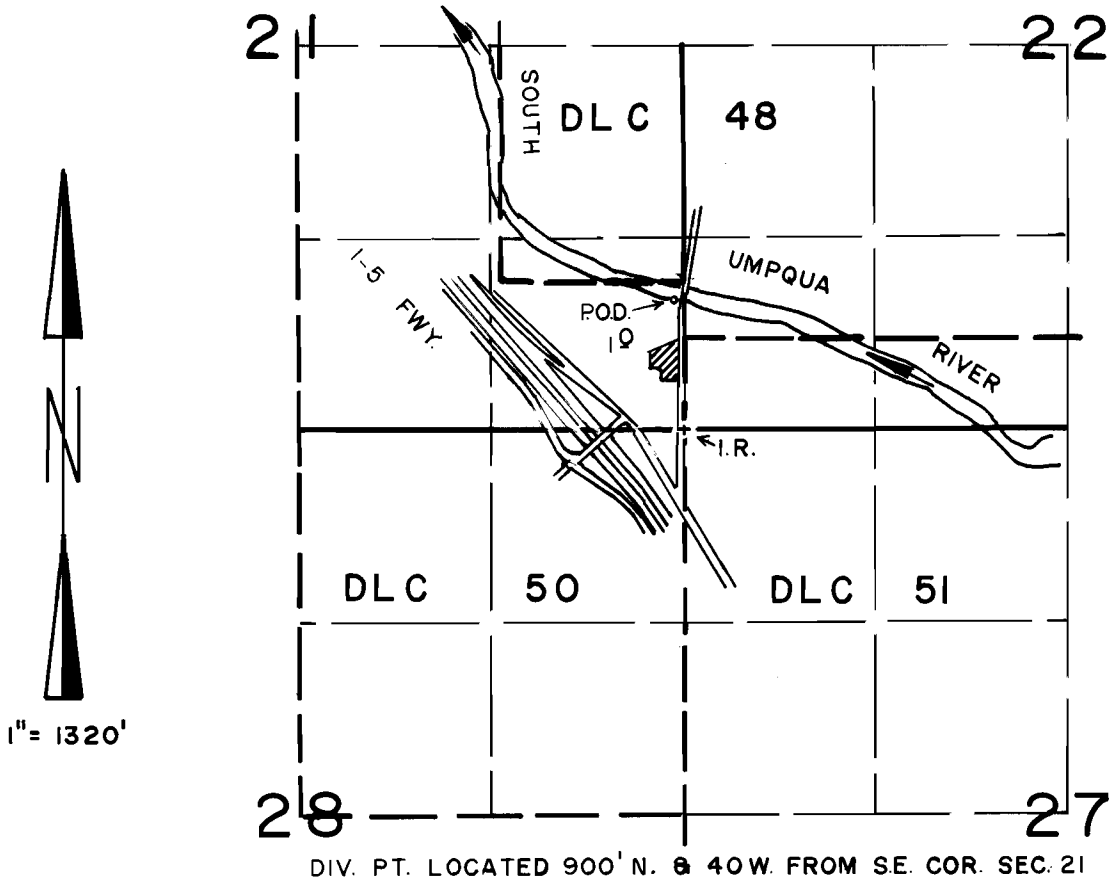 21
22
SOUTH
DLC 48
I-5 FWY.
UMPQUA
P.O.D.
1º
RIVER
I.R.
N
DLC 50
DLC 51
1"= 1320'
28
27
DIV. PT. LOCATED 900' N. & 40 W. FROM S.E. COR. SEC. 21